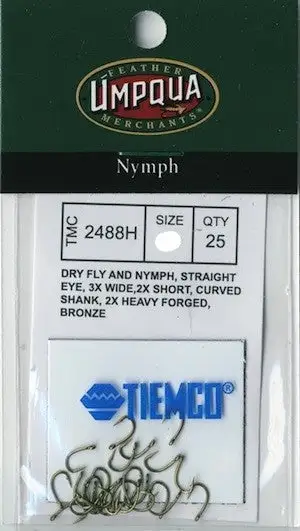 FEATHER
UMPQUA
MERCHANTS
Nymph
TMC 2488H
SIZE
QTY
25
DRY FLY AND NYMPH, STRAIGHT
EYE, 3X WIDE,2X SHORT, CURVED
SHANK, 2X HEAVY FORGED,
BRONZE
TIEMCO®